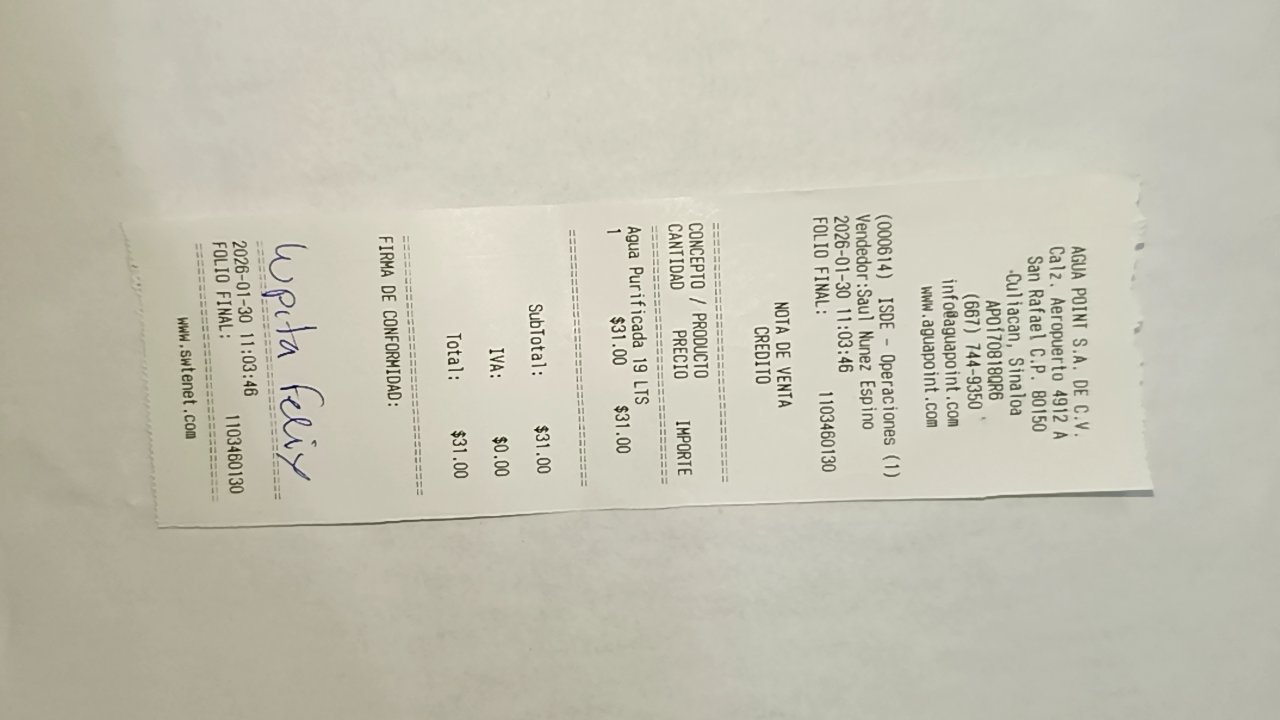 AGUA POINT S.A. DE C.V.
Calz. Aeropuerto 4912 A
San Rafael C.P. 80150
-Culiacan, Sinaloa
APO170818QR6
(667) 744-9350
info@aguapoint.com
www.aguapoint.com
(000614) ISDE - Operaciones (1)
Vendedor:Saul Nunez Espino
2026-01-30 11:03:46
FOLIO FINAL: 1103460130
NOTA DE VENTA
CREDITO
================================
CONCEPTO / PRODUCTO
CANTIDAD PRECIO IMPORTE
================================
Agua Purificada 19 LTS
1 $31.00 $31.00
================================
SubTotal: $31.00
IVA: $0.00
Total: $31.00
================================
FIRMA DE CONFORMIDAD:
Lupita Felix
================================
2026-01-30 11:03:46
FOLIO FINAL: 1103460130
================================
www.swtenet.com